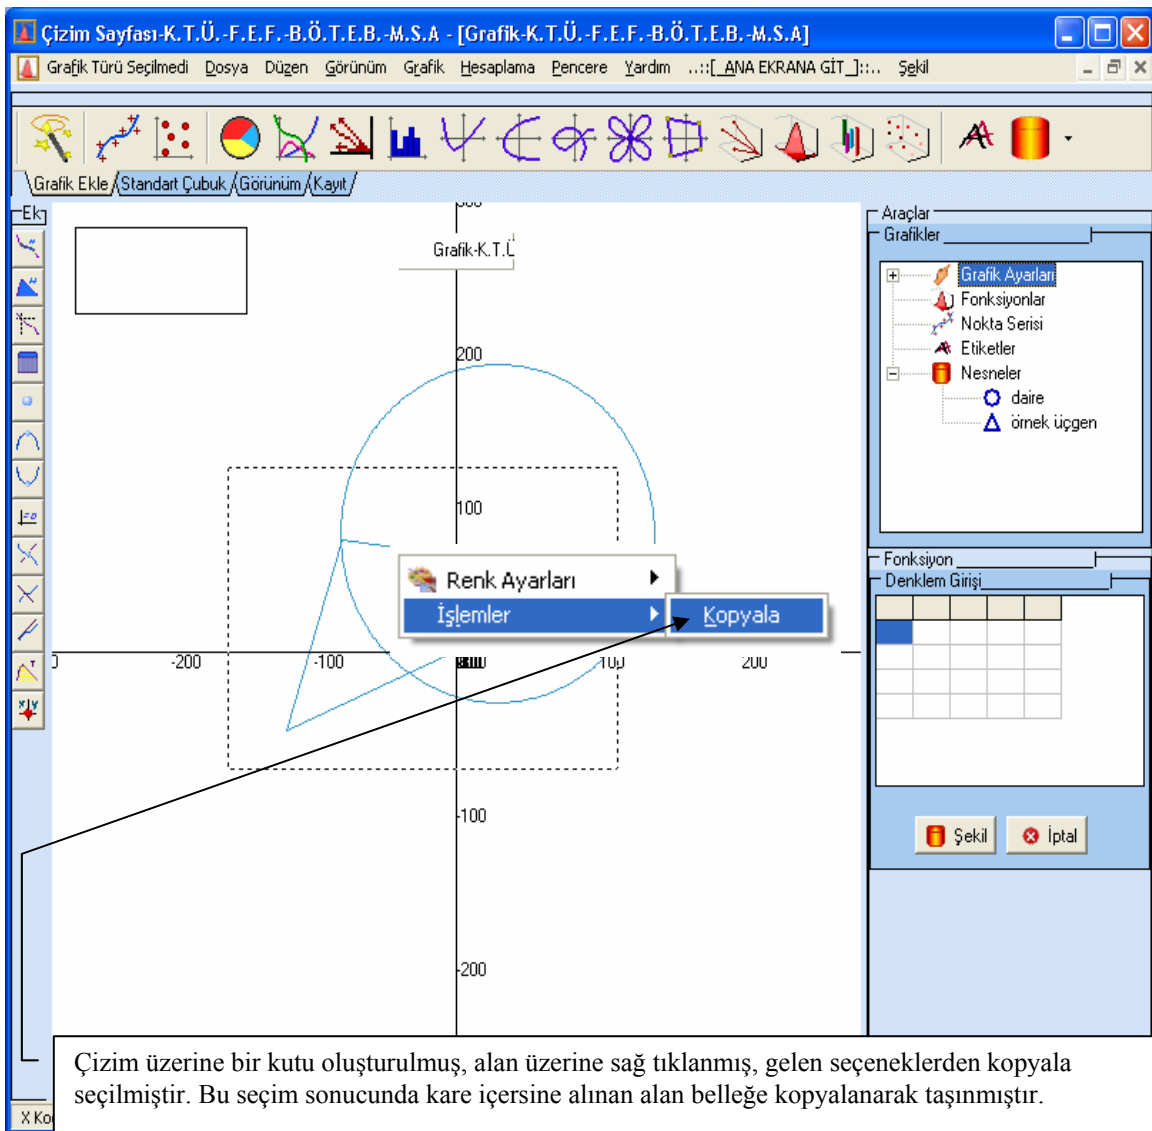 Çizim Sayfası-K.T.Ü.-F.E.F.-B.Ö.T.E.B.-M.S.A - [Grafik-K.T.Ü.-F.E.F.-B.Ö.T.E.B.-M.S.A]
Grafik Türü Seçilmedi Dosya Düzen Görünüm Grafik Hesaplama Pencere Yardım ..::[_ANA EKRANA GİT_]::.. Şekil
Grafik Ekle Standart Çubuk Görünüm Kayıt
Ek
Araçlar
Grafikler
Grafik-K.T.Ü
Grafik Ayarları
Fonksiyonlar
Nokta Serisi
Etiketler
Nesneler
daire
örnek üçgen
200
100
Fonksiyon
Denklem Girişi
Renk Ayarları
İşlemler
Kopyala
-200 -100 100 200
-100
Şekil İptal
-200
Çizim üzerine bir kutu oluşturulmuş, alan üzerine sağ tıklanmış, gelen seçeneklerden kopyala
seçilmiştir. Bu seçim sonucunda kare içersine alınan alan belleğe kopyalanarak taşınmıştır.
X Ko